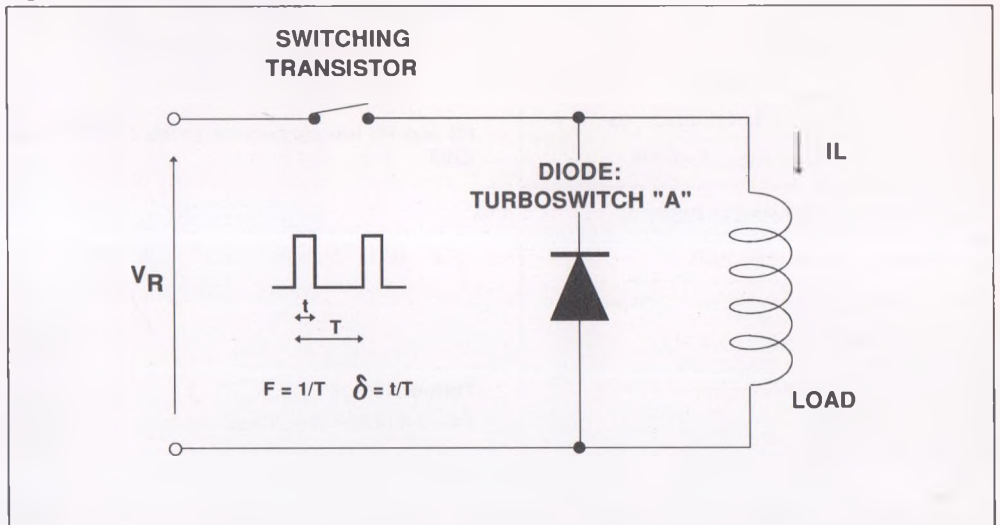 SWITCHING
TRANSISTOR
IL
DIODE:
TURBOSWITCH "A"
VR
t
T
F = 1/T δ = t/T
LOAD